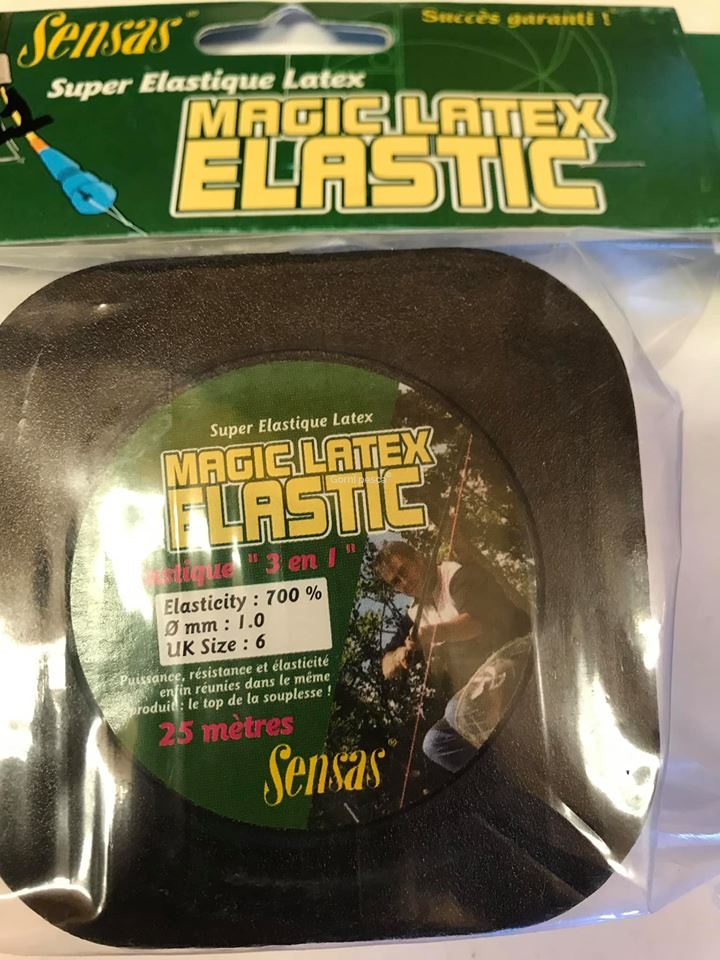 Sensas®
Succès garanti !
Super Elastique Latex
MAGIC LATEX
ELASTIC
Super Elastique Latex
MAGIC LATEX
ELASTIC
"Gomi pesca"
" 3 en 1 "
Elasticity : 700 %
Ø mm : 1.0
UK Size : 6
Puissance, résistance et élasticité
enfin réunies dans le même
produit : le top de la souplesse !
25 mètres
Sensas®